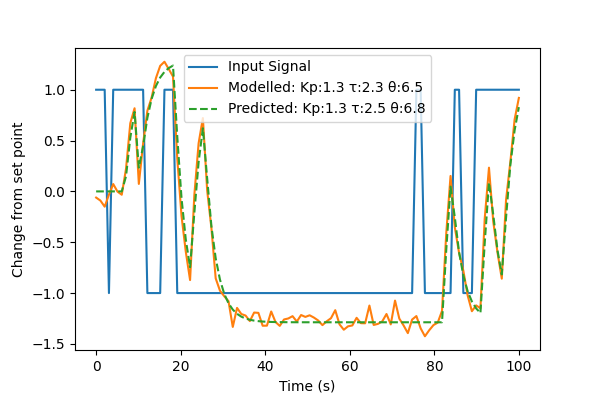 Input Signal
Modelled: Kp:1.3 τ:2.3 θ:6.5
Predicted: Kp:1.3 τ:2.5 θ:6.8
1.0
0.5
0.0
−0.5
−1.0
−1.5
Change from set point
0 20 40 60 80 100
Time (s)